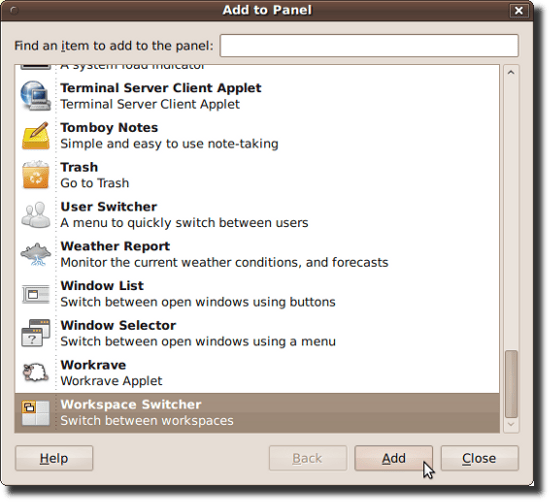 Add to Panel
Find an item to add to the panel:
A system load indicator
Terminal Server Client Applet
Terminal Server Client Applet
Tomboy Notes
Simple and easy to use note-taking
Trash
Go to Trash
User Switcher
A menu to quickly switch between users
Weather Report
Monitor the current weather conditions, and forecasts
Window List
Switch between open windows using buttons
Window Selector
Switch between open windows using a menu
Workrave
Workrave Applet
Workspace Switcher
Switch between workspaces
Help
Back
Add
Close